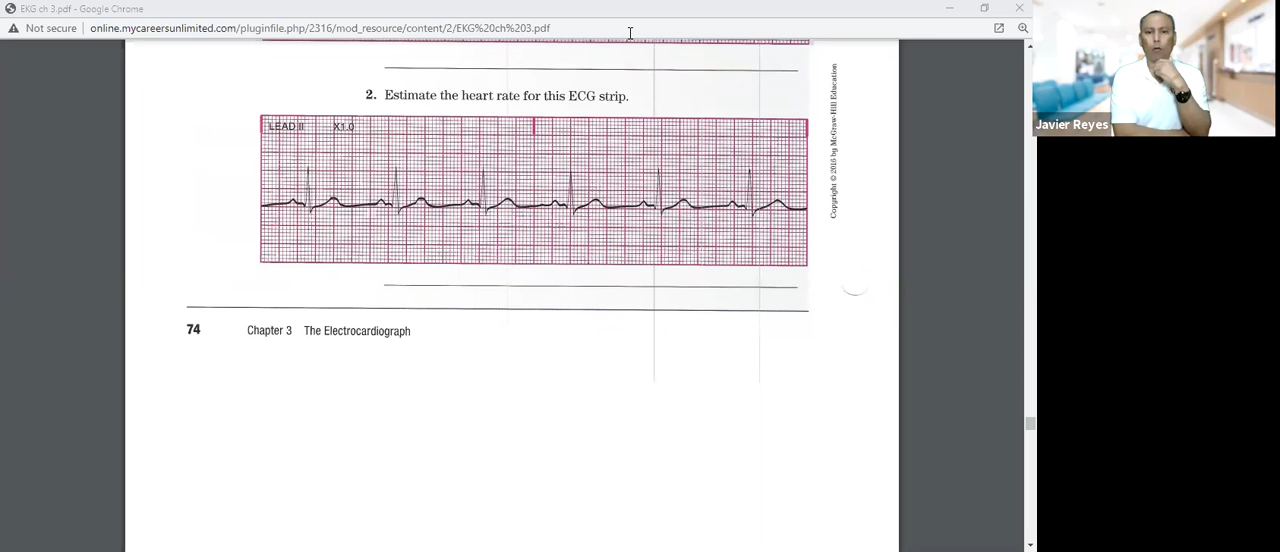 EKG ch 3.pdf - Google Chrome
Not secure
online.mycareersunlimited.com/pluginfile.php/2316/mod_resource/content/2/EKG%20ch%203.pdf
2. Estimate the heart rate for this ECG strip.
LEAD II X1.0
Copyright © 2016 by McGraw-Hill Education
74 Chapter 3 The Electrocardiograph
Javier Reyes